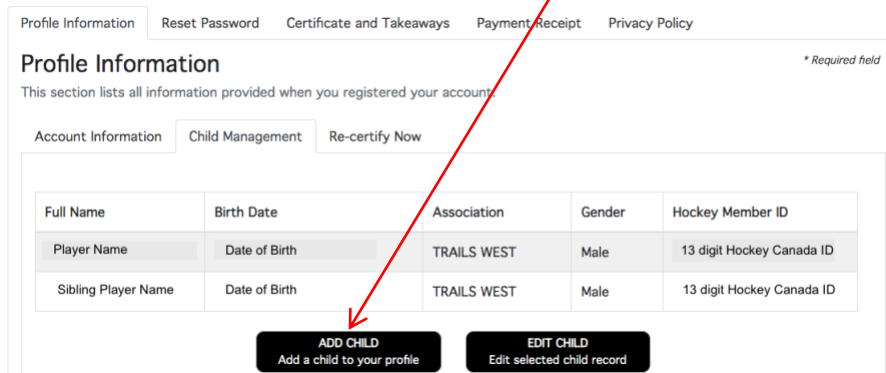 Profile Information Reset Password Certificate and Takeaways Payment Receipt Privacy Policy
Profile Information * Required field
This section lists all information provided when you registered your account.
Account Information Child Management Re-certify Now
Full Name Birth Date Association Gender Hockey Member ID
Player Name Date of Birth TRAILS WEST Male 13 digit Hockey Canada ID
Sibling Player Name Date of Birth TRAILS WEST Male 13 digit Hockey Canada ID
ADD CHILD EDIT CHILD
Add a child to your profile Edit selected child record